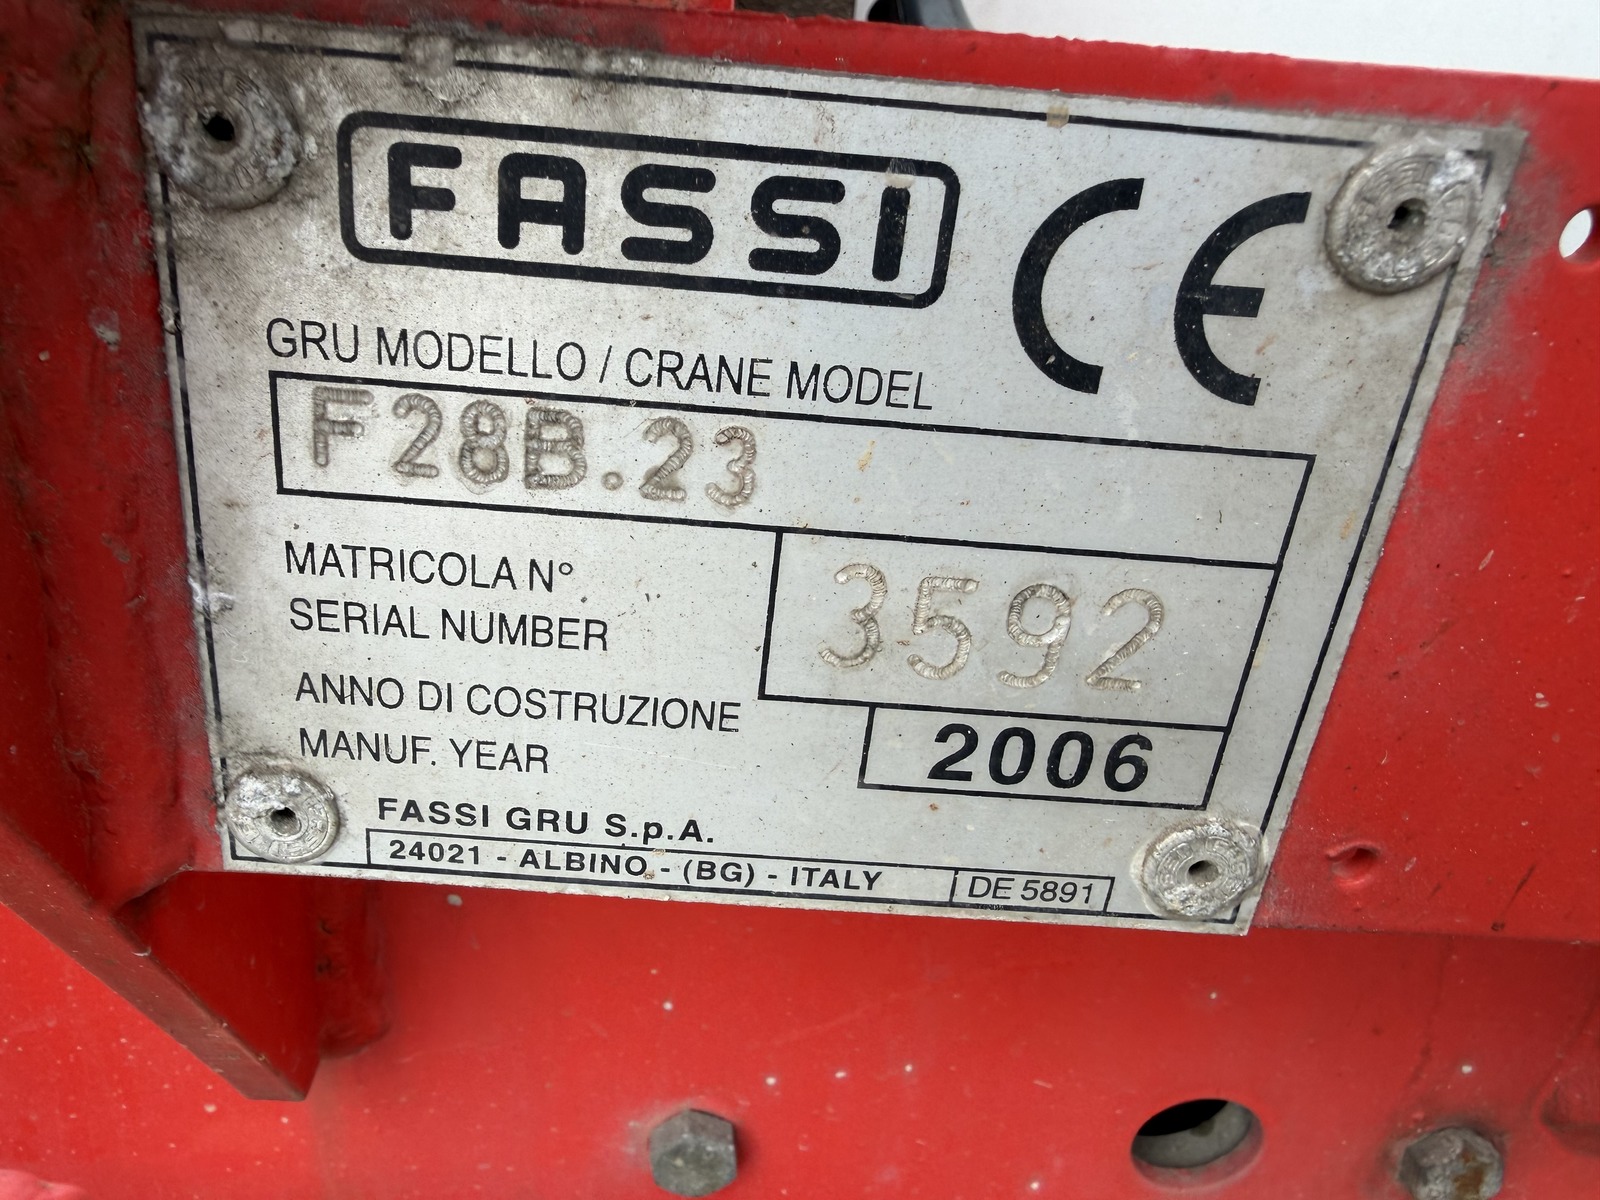 FASSI CE
GRU MODELLO / CRANE MODEL
F28B.23
MATRICOLA N°
SERIAL NUMBER
3592
ANNO DI COSTRUZIONE
MANUF. YEAR
2006
FASSI GRU S.p.A.
24021 - ALBINO - (BG) - ITALY
DE 5891